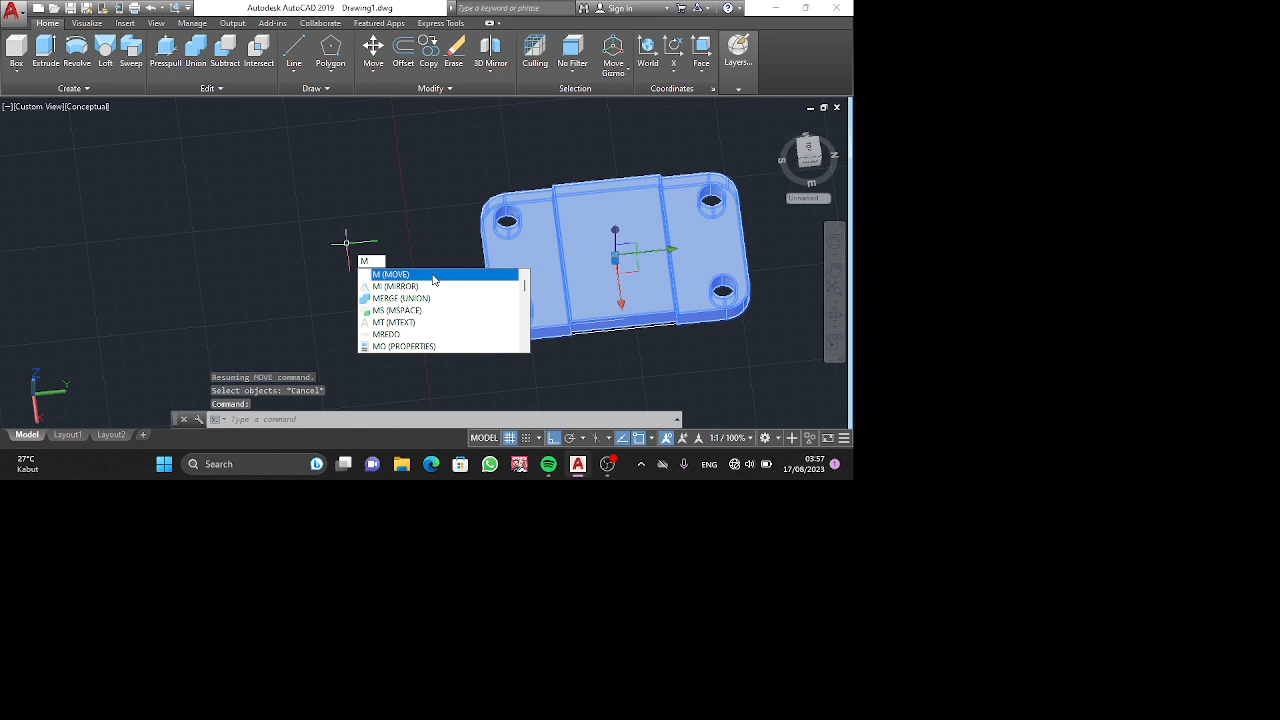 Autodesk AutoCAD 2019 Drawing1.dwg
Type a keyword or phrase
Sign In
Home Visualize Insert View Manage Output Add-ins Collaborate Featured Apps Express Tools
Box Extrude Revolve Loft Sweep Presspull Union Subtract Intersect Line Polygon Move Offset Copy Erase 3D Mirror Culling No Filter Move Gizmo World X Face Layers...
Create Edit Draw Modify Selection Coordinates
[−][Custom View][Conceptual]
W
S TOP N
E
Unnamed
M
M (MOVE)
MI (MIRROR)
MERGE (UNION)
MS (MSPACE)
MT (MTEXT)
MREDO
MO (PROPERTIES)
Z
Y
X
Resuming MOVE command.
Select objects: *Cancel*
Command:
Type a command
Model Layout1 Layout2 +
MODEL 1:1 / 100%
27°C
Kabut
Search
ENG
03:57
17/08/2023
1